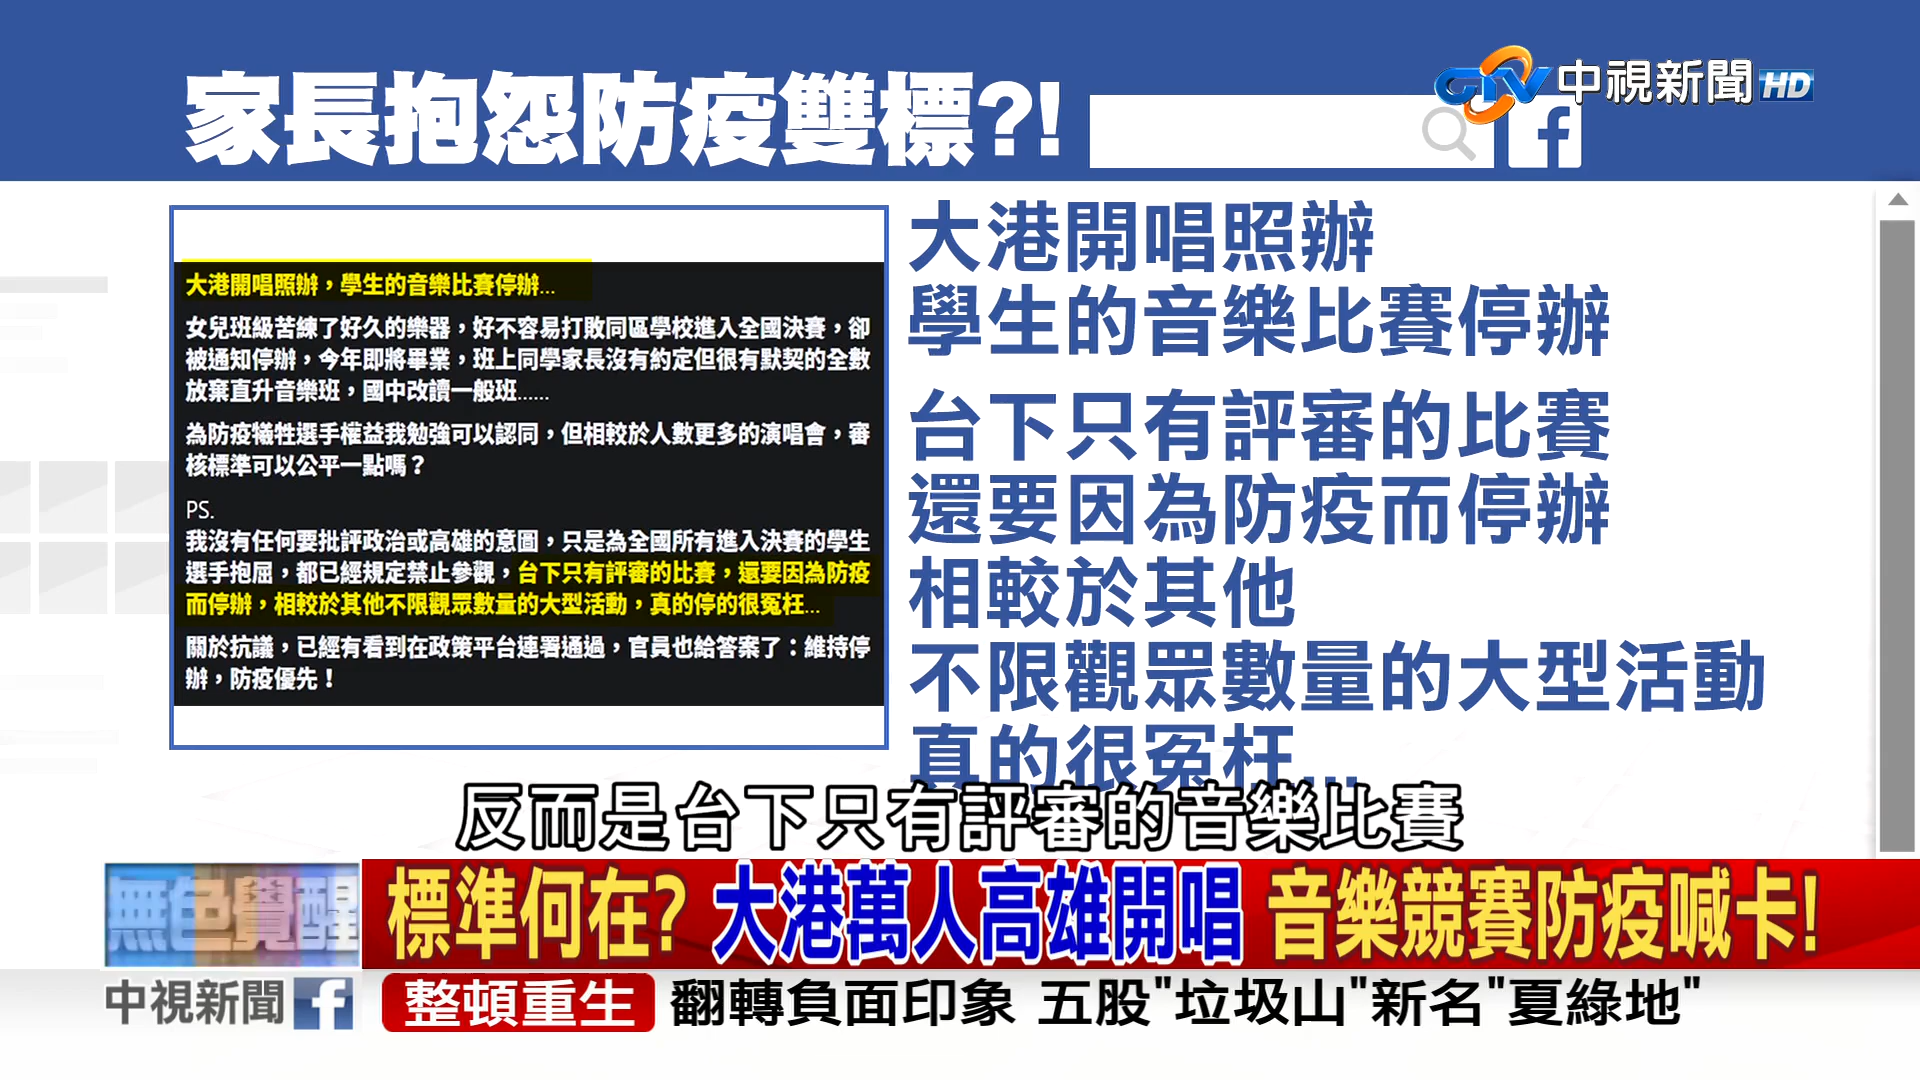 家長抱怨防疫雙標?!
CTV中視新聞HD
大港開唱照辦，學生的音樂比賽停辦...
女兒班級苦練了好久的樂器，好不容易打敗同區學校進入全國決賽，卻
被通知停辦，今年即將畢業，班上同學家長沒有約定但很有默契的全數
放棄直升音樂班，國中改讀一般班......
為防疫犧牲選手權益我勉強可以認同，但相較於人數更多的演唱會，審
核標準可以公平一點嗎？
PS.
我沒有任何要批評政治或高雄的意圖，只是為全國所有進入決賽的學生
選手抱屈，都已經規定禁止參觀，台下只有評審的比賽，還要因為防疫
而停辦，相較於其他不限觀眾數量的大型活動，真的停的很冤枉...
關於抗議，已經有看到在政策平台連署通過，官員也給答案了：維持停
辦，防疫優先！
大港開唱照辦
學生的音樂比賽停辦
台下只有評審的比賽
還要因為防疫而停辦
相較於其他
不限觀眾數量的大型活動
真的很冤枉...
反而是台下只有評審的音樂比賽
無色覺醒
標準何在? 大港萬人高雄開唱 音樂競賽防疫喊卡!
中視新聞 f
整頓重生 翻轉負面印象 五股"垃圾山"新名"夏綠地"